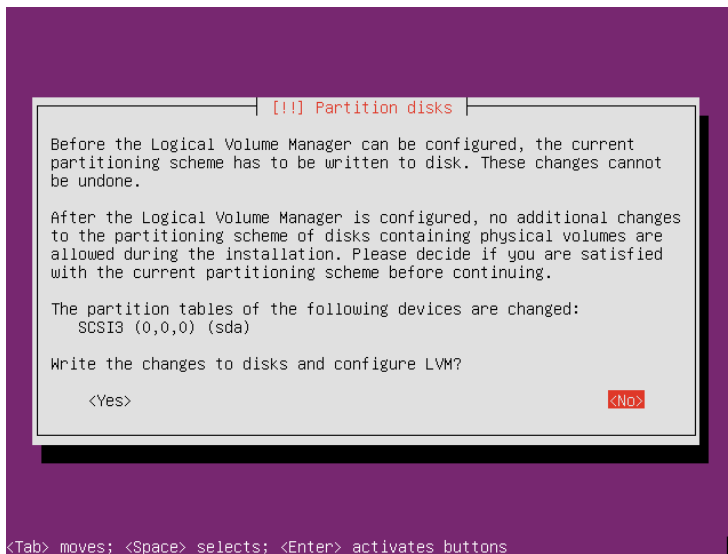 [!!] Partition disks
Before the Logical Volume Manager can be configured, the current
partitioning scheme has to be written to disk. These changes cannot
be undone.
After the Logical Volume Manager is configured, no additional changes
to the partitioning scheme of disks containing physical volumes are
allowed during the installation. Please decide if you are satisfied
with the current partitioning scheme before continuing.
The partition tables of the following devices are changed:
SCSI3 (0,0,0) (sda)
Write the changes to disks and configure LVM?
<Yes> <No>
<Tab> moves; <Space> selects; <Enter> activates buttons